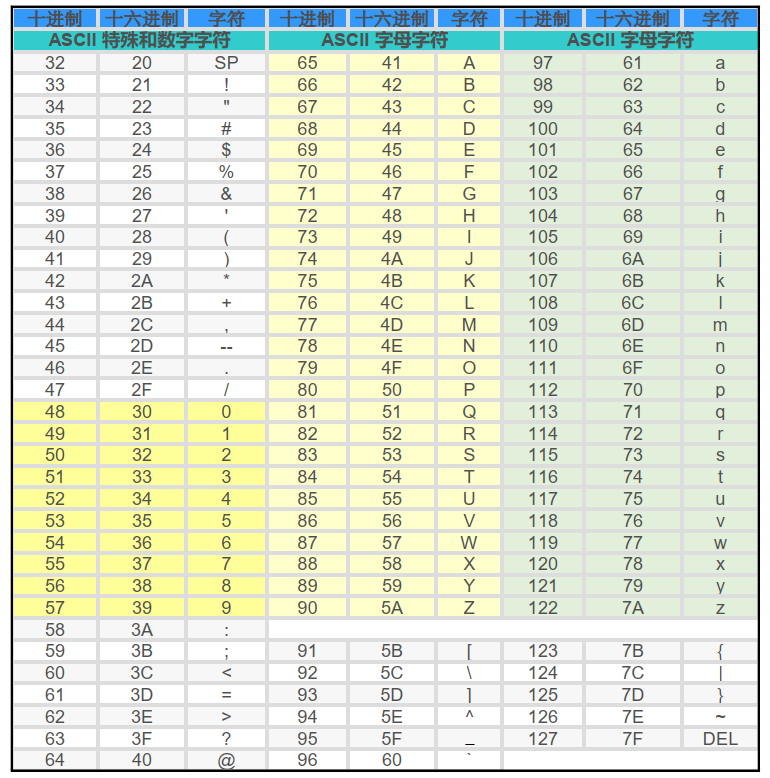 十进制 十六进制 字符 十进制 十六进制 字符 十进制 十六进制 字符
ASCII 特殊和数字字符 ASCII 字母字符 ASCII 字母字符
32 20 SP 65 41 A 97 61 a
33 21 ! 66 42 B 98 62 b
34 22 " 67 43 C 99 63 c
35 23 # 68 44 D 100 64 d
36 24 $ 69 45 E 101 65 e
37 25 % 70 46 F 102 66 f
38 26 & 71 47 G 103 67 g
39 27 ' 72 48 H 104 68 h
40 28 ( 73 49 I 105 69 i
41 29 ) 74 4A J 106 6A j
42 2A * 75 4B K 107 6B k
43 2B + 76 4C L 108 6C l
44 2C , 77 4D M 109 6D m
45 2D -- 78 4E N 110 6E n
46 2E . 79 4F O 111 6F o
47 2F / 80 50 P 112 70 p
48 30 0 81 51 Q 113 71 q
49 31 1 82 52 R 114 72 r
50 32 2 83 53 S 115 73 s
51 33 3 84 54 T 116 74 t
52 34 4 85 55 U 117 75 u
53 35 5 86 56 V 118 76 v
54 36 6 87 57 W 119 77 w
55 37 7 88 58 X 120 78 x
56 38 8 89 59 Y 121 79 y
57 39 9 90 5A Z 122 7A z
58 3A :
59 3B ; 91 5B [ 123 7B {
60 3C < 92 5C \ 124 7C |
61 3D = 93 5D ] 125 7D }
62 3E > 94 5E ^ 126 7E ~
63 3F ? 95 5F _ 127 7F DEL
64 40 @ 96 60 `